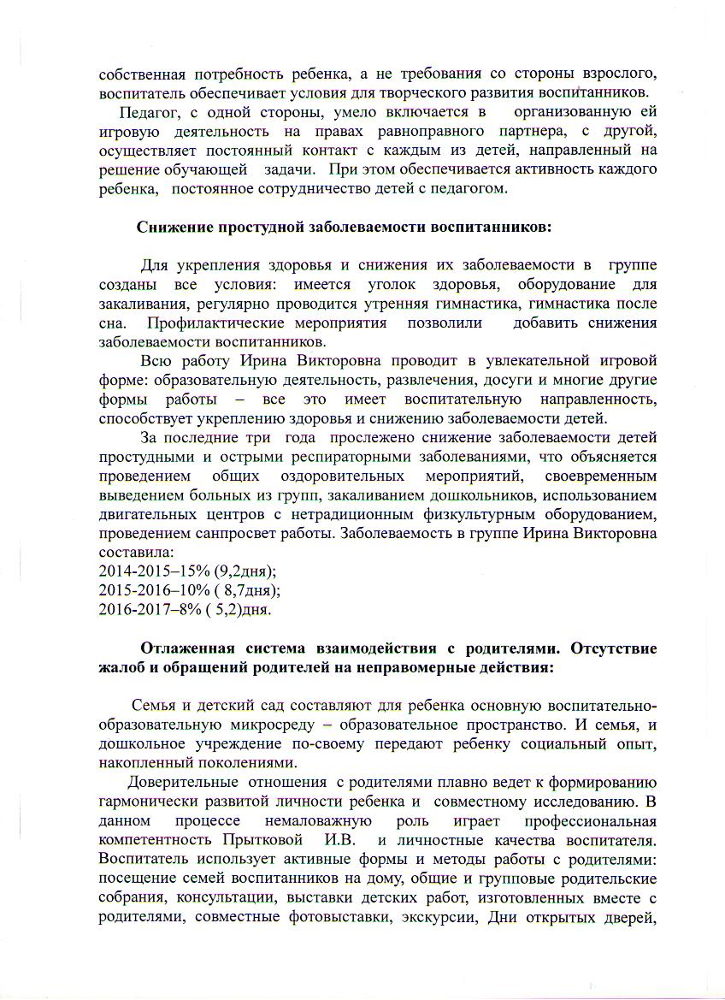 собственная потребность ребенка, а не требования со стороны взрослого,
воспитатель обеспечивает условия для творческого развития воспитанников.
Педагог, с одной стороны, умело включается в организованную ей
игровую деятельность на правах равноправного партнера, с другой,
осуществляет постоянный контакт с каждым из детей, направленный на
решение обучающей задачи. При этом обеспечивается активность каждого
ребенка, постоянное сотрудничество детей с педагогом.
Снижение простудной заболеваемости воспитанников:
Для укрепления здоровья и снижения их заболеваемости в группе
созданы все условия: имеется уголок здоровья, оборудование для
закаливания, регулярно проводится утренняя гимнастика, гимнастика после
сна. Профилактические мероприятия позволили добавить снижения
заболеваемости воспитанников.
Всю работу Ирина Викторовна проводит в увлекательной игровой
форме: образовательную деятельность, развлечения, досуги и многие другие
формы работы – все это имеет воспитательную направленность,
способствует укреплению здоровья и снижению заболеваемости детей.
За последние три года прослежено снижение заболеваемости детей
простудными и острыми респираторными заболеваниями, что объясняется
проведением общих оздоровительных мероприятий, своевременным
выведением больных из групп, закаливанием дошкольников, использованием
двигательных центров с нетрадиционным физкультурным оборудованием,
проведением санпросвет работы. Заболеваемость в группе Ирина Викторовна
составила:
2014-2015–15% (9,2дня);
2015-2016–10% ( 8,7дня);
2016-2017–8% ( 5,2)дня.
Отлаженная система взаимодействия с родителями. Отсутствие
жалоб и обращений родителей на неправомерные действия:
Семья и детский сад составляют для ребенка основную воспитательно-
образовательную микросреду – образовательное пространство. И семья, и
дошкольное учреждение по-своему передают ребенку социальный опыт,
накопленный поколениями.
Доверительные отношения с родителями плавно ведет к формированию
гармонически развитой личности ребенка и совместному исследованию. В
данном процессе немаловажную роль играет профессиональная
компетентность Прытковой И.В. и личностные качества воспитателя.
Воспитатель использует активные формы и методы работы с родителями:
посещение семей воспитанников на дому, общие и групповые родительские
собрания, консультации, выставки детских работ, изготовленных вместе с
родителями, совместные фотовыставки, экскурсии, Дни открытых дверей,